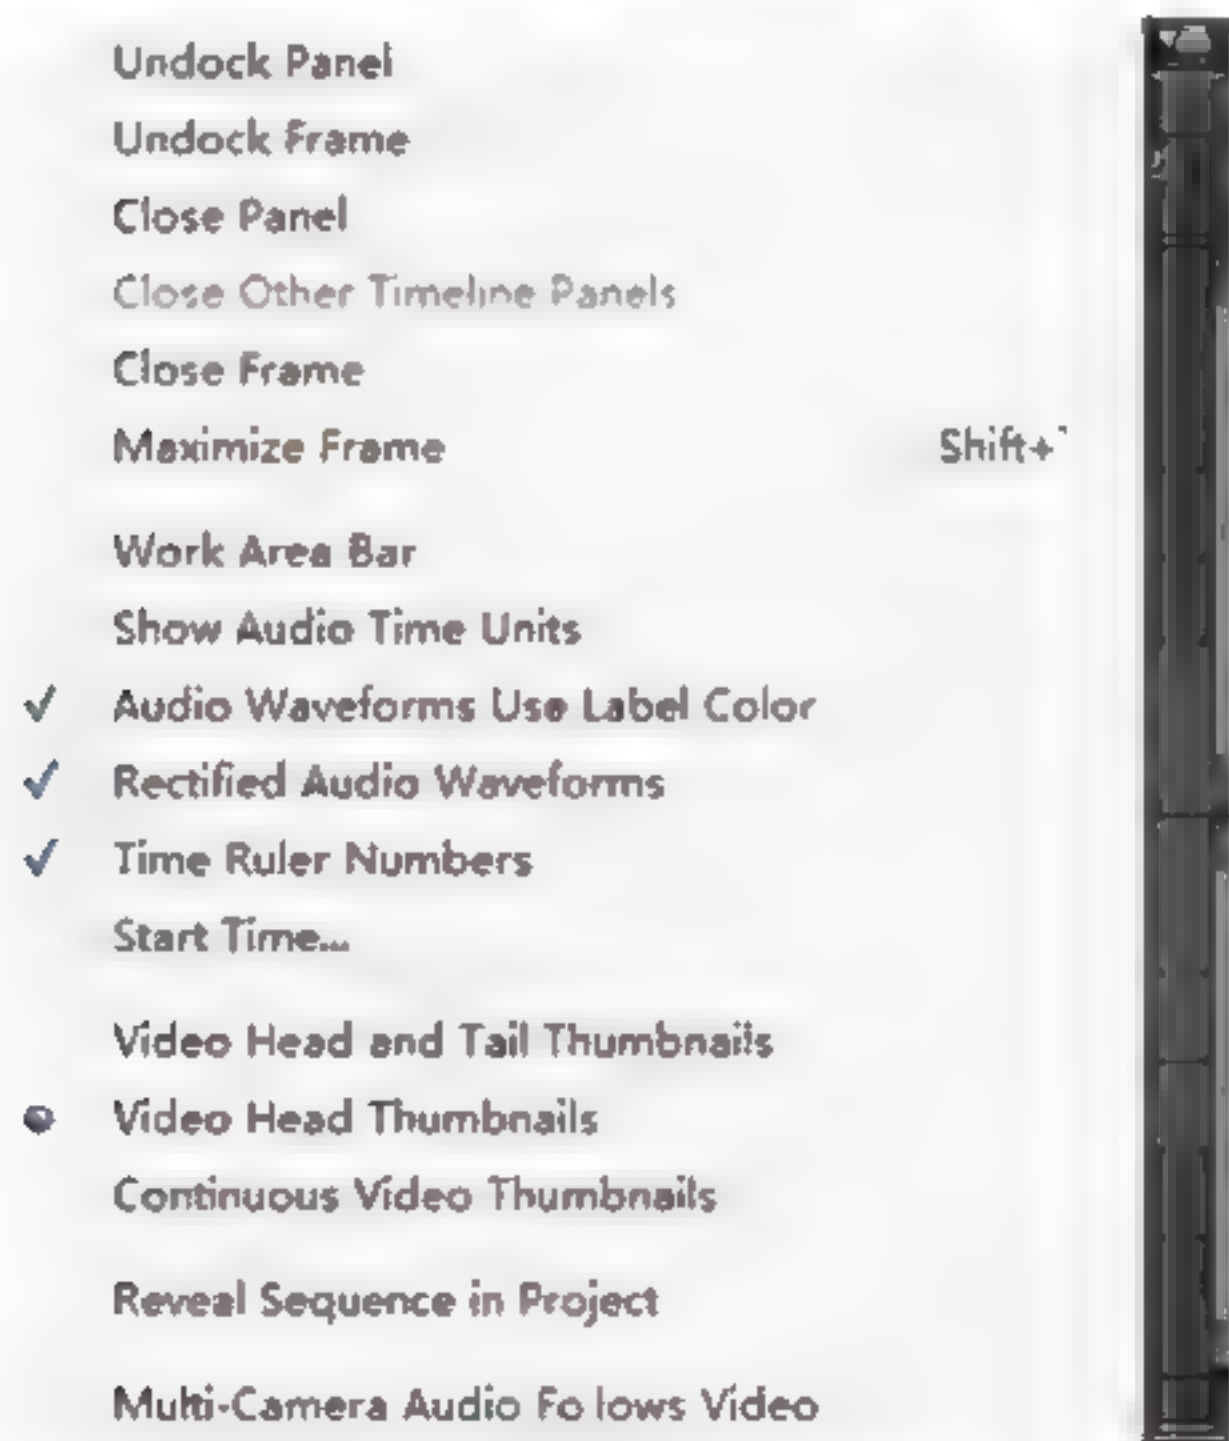 Undock Panel
Undock Frame
Close Panel
Close Other Timeline Panels
Close Frame
Maximize Frame Shift+`
Work Area Bar
Show Audio Time Units
Audio Waveforms Use Label Color
Rectified Audio Waveforms
Time Ruler Numbers
Start Time...
Video Head and Tail Thumbnails
Video Head Thumbnails
Continuous Video Thumbnails
Reveal Sequence in Project
Multi-Camera Audio Follows Video